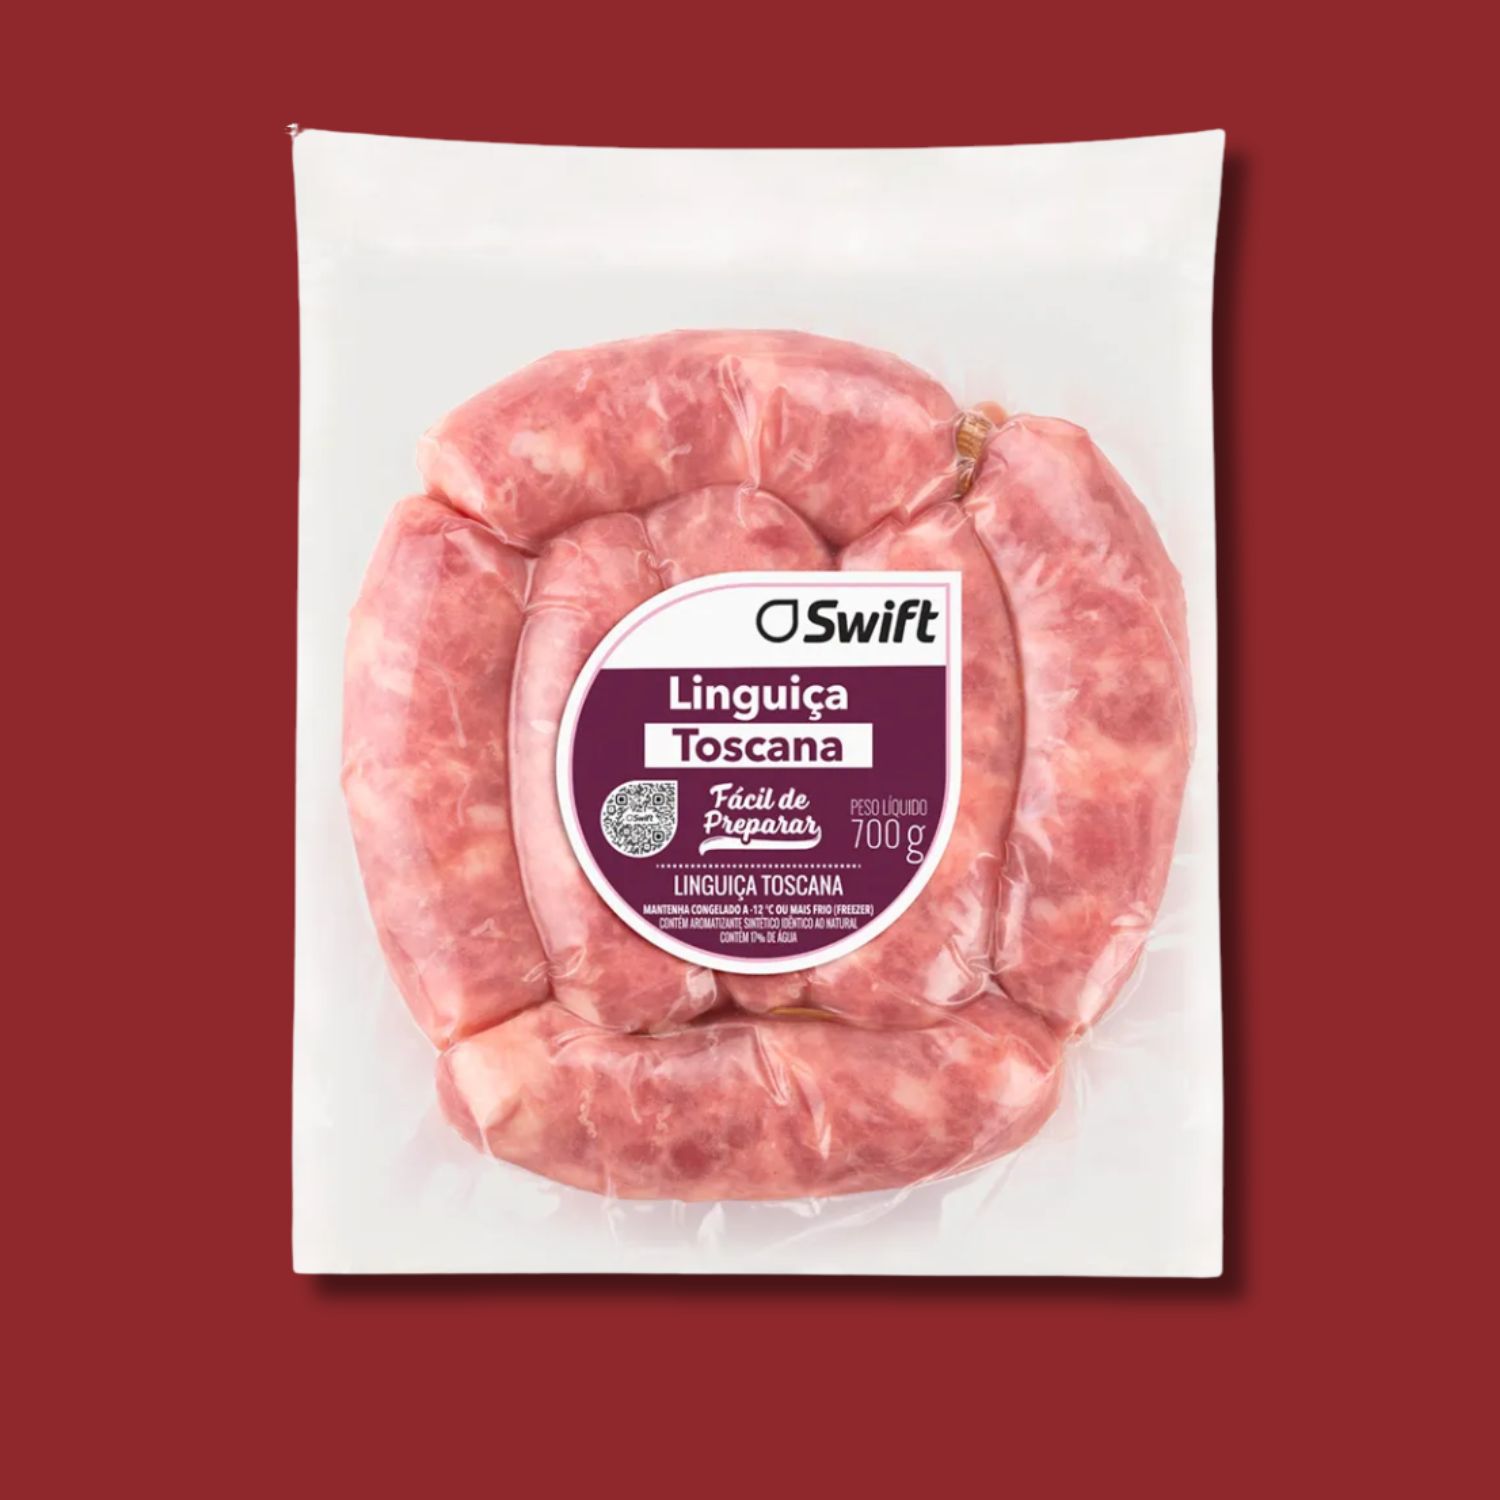 Swift
Linguiça
Toscana
Swift
Fácil de
Preparar
PESO LÍQUIDO
700 g
LINGUIÇA TOSCANA
MANTENHA CONGELADO A -12 °C OU MAIS FRIO (FREEZER)
CONTÉM AROMATIZANTE SINTÉTICO IDÊNTICO AO NATURAL
CONTÉM 17% DE ÁGUA